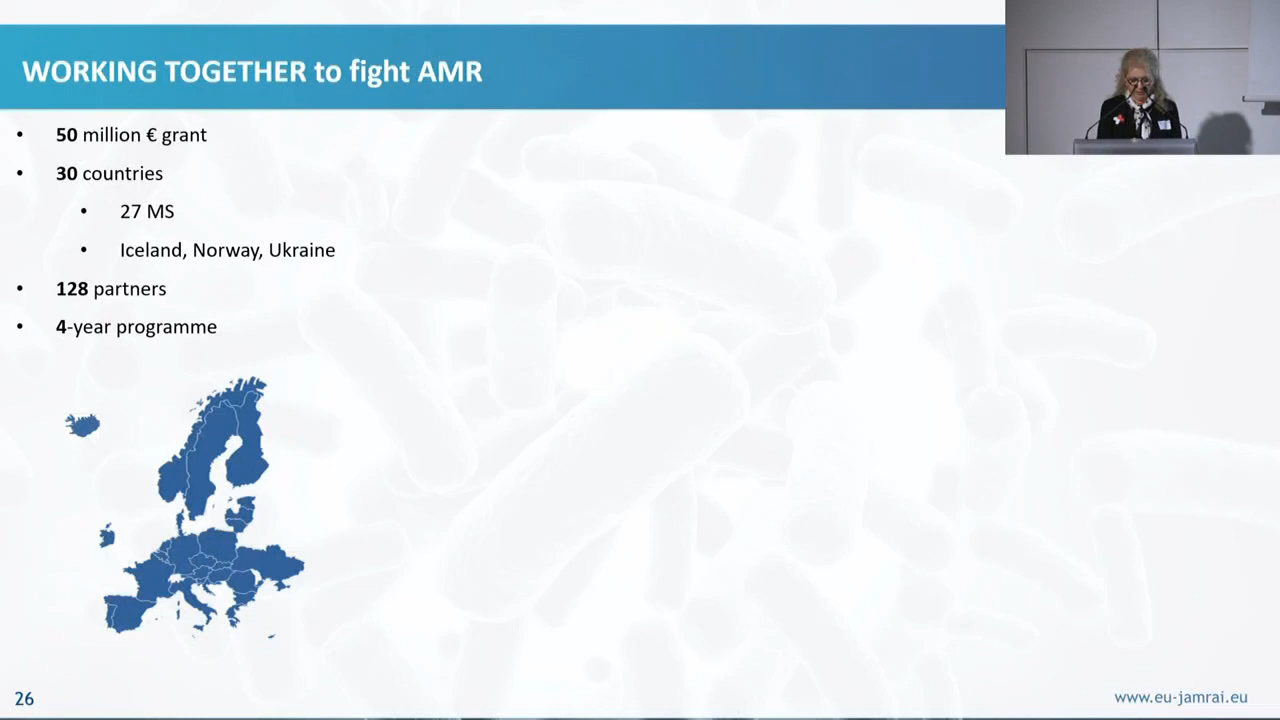 WORKING TOGETHER to fight AMR
• 50 million € grant
• 30 countries
• 27 MS
• Iceland, Norway, Ukraine
• 128 partners
• 4-year programme
26
www.eu-jamrai.eu